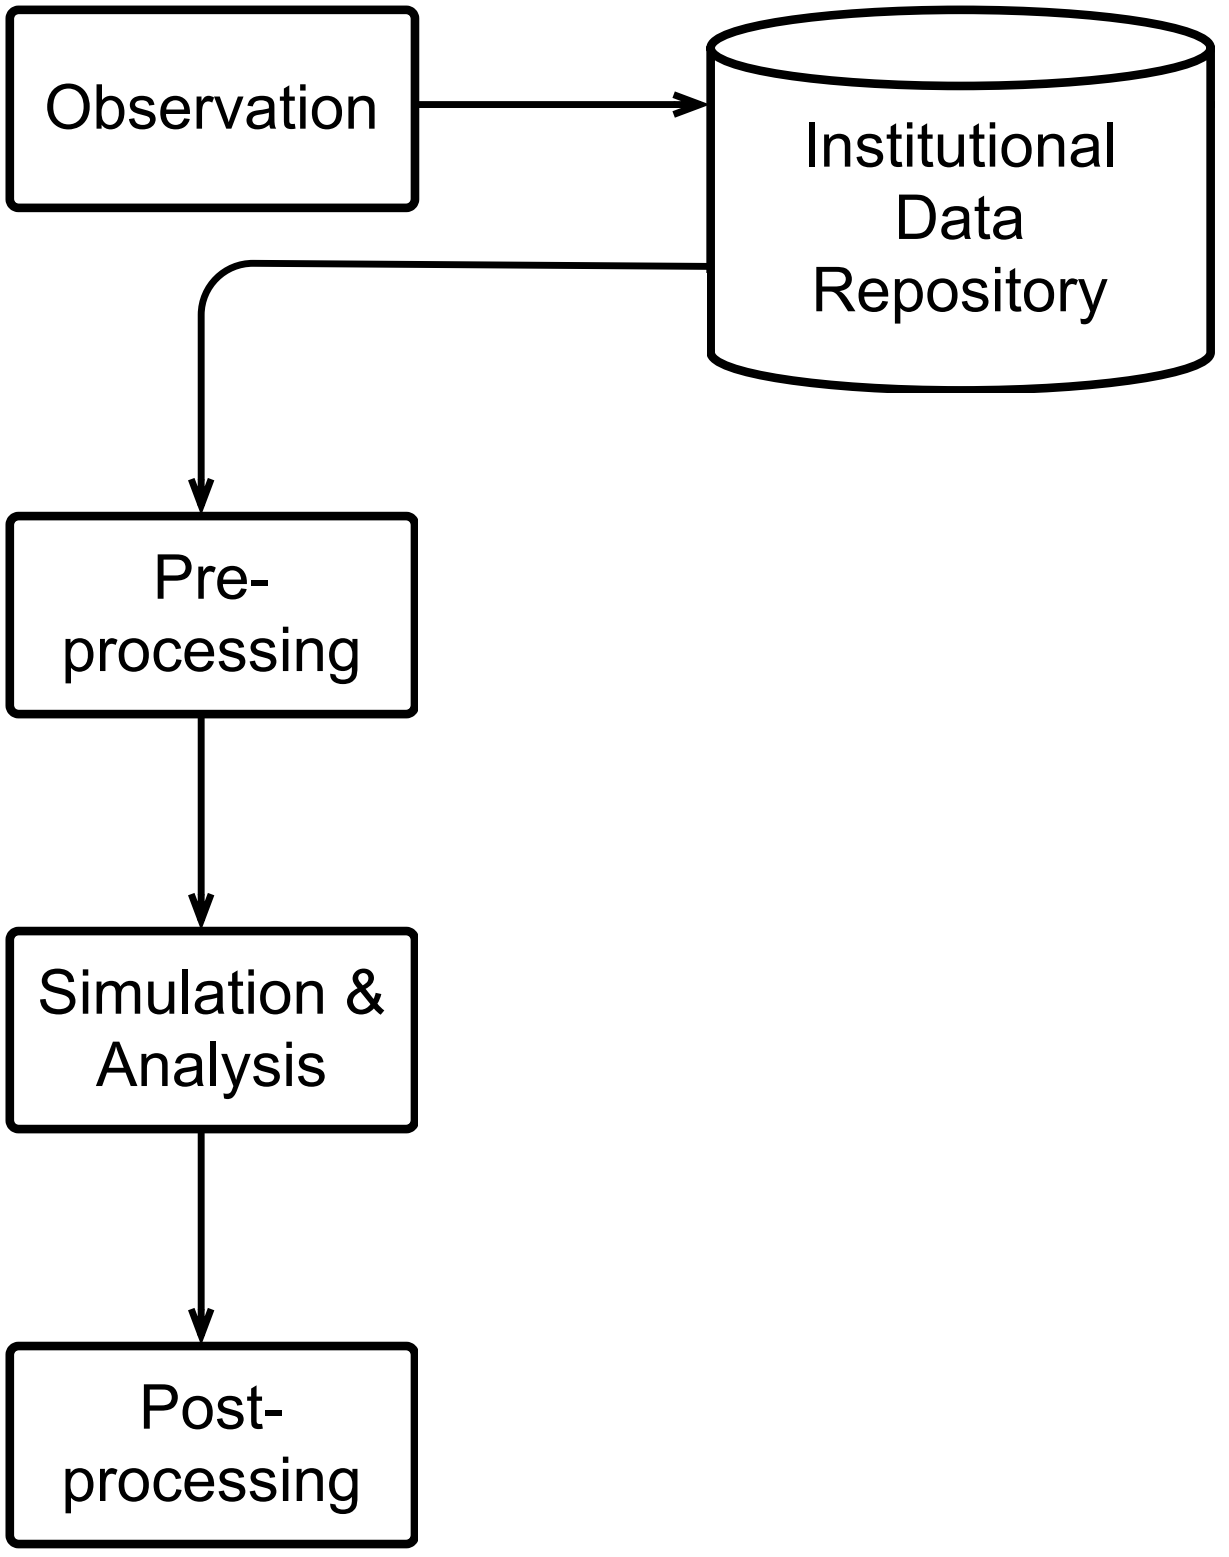 Observation
Institutional
Data
Repository
Pre-
processing
Simulation &
Analysis
Post-
processing